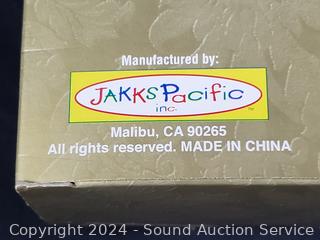 Manufactured by:
JAKKS Pacific
inc.
™
Malibu, CA 90265
All rights reserved. MADE IN CHINA
Copyright 2024 - Sound Auction Service